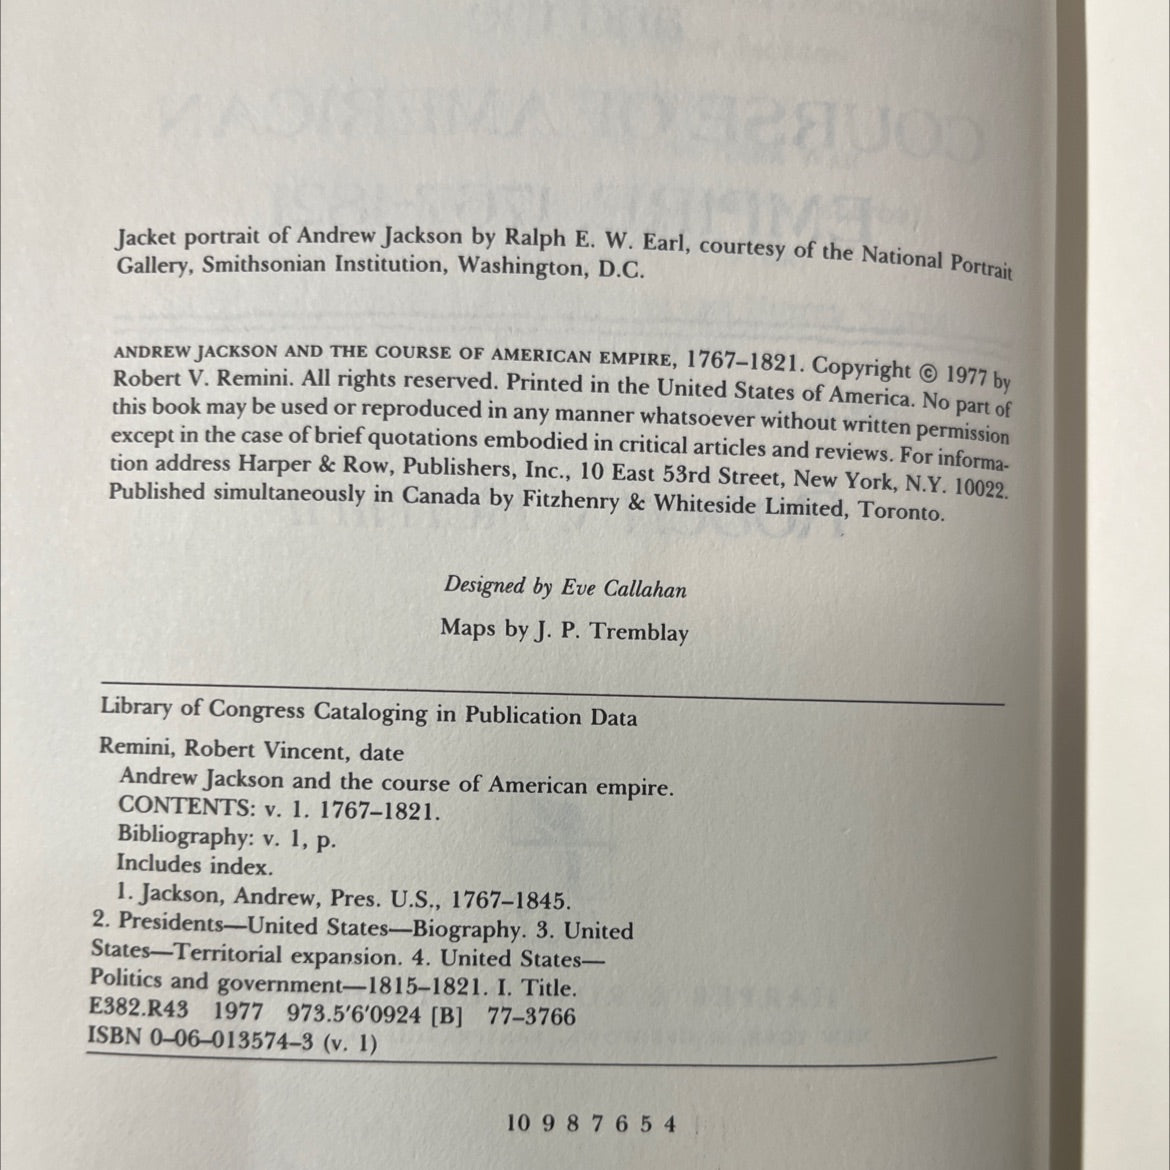 Jacket portrait of Andrew Jackson by Ralph E. W. Earl, courtesy of the National Portrait
Gallery, Smithsonian Institution, Washington, D.C.
ANDREW JACKSON AND THE COURSE OF AMERICAN EMPIRE, 1767–1821. Copyright © 1977 by
Robert V. Remini. All rights reserved. Printed in the United States of America. No part of
this book may be used or reproduced in any manner whatsoever without written permission
except in the case of brief quotations embodied in critical articles and reviews. For informa-
tion address Harper & Row, Publishers, Inc., 10 East 53rd Street, New York, N.Y. 10022.
Published simultaneously in Canada by Fitzhenry & Whiteside Limited, Toronto.
Designed by Eve Callahan
Maps by J. P. Tremblay
Library of Congress Cataloging in Publication Data
Remini, Robert Vincent, date
Andrew Jackson and the course of American empire.
CONTENTS: v. 1. 1767–1821.
Bibliography: v. 1, p.
Includes index.
1. Jackson, Andrew, Pres. U.S., 1767–1845.
2. Presidents—United States—Biography. 3. United
States—Territorial expansion. 4. United States—
Politics and government—1815–1821. I. Title.
E382.R43 1977 973.5'6'0924 [B] 77–3766
ISBN 0–06–013574–3 (v. 1)
10 9 8 7 6 5 4